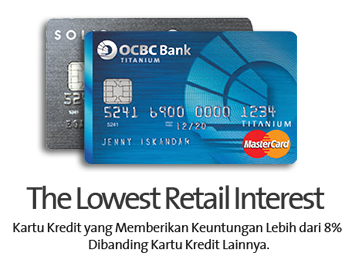 SO
OCBC Bank
TITANIUM
5241 6900 0000 1234
5241
12/20
TITANIUM
JENNY ISKANDAR
MasterCard
The Lowest Retail Interest
Kartu Kredit yang Memberikan Keuntungan Lebih dari 8%
Dibanding Kartu Kredit Lainnya.